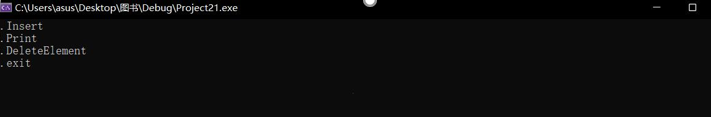 C:\Users\asus\Desktop\图书\Debug\Project21.exe
.Insert
.Print
.DeleteElement
.exit